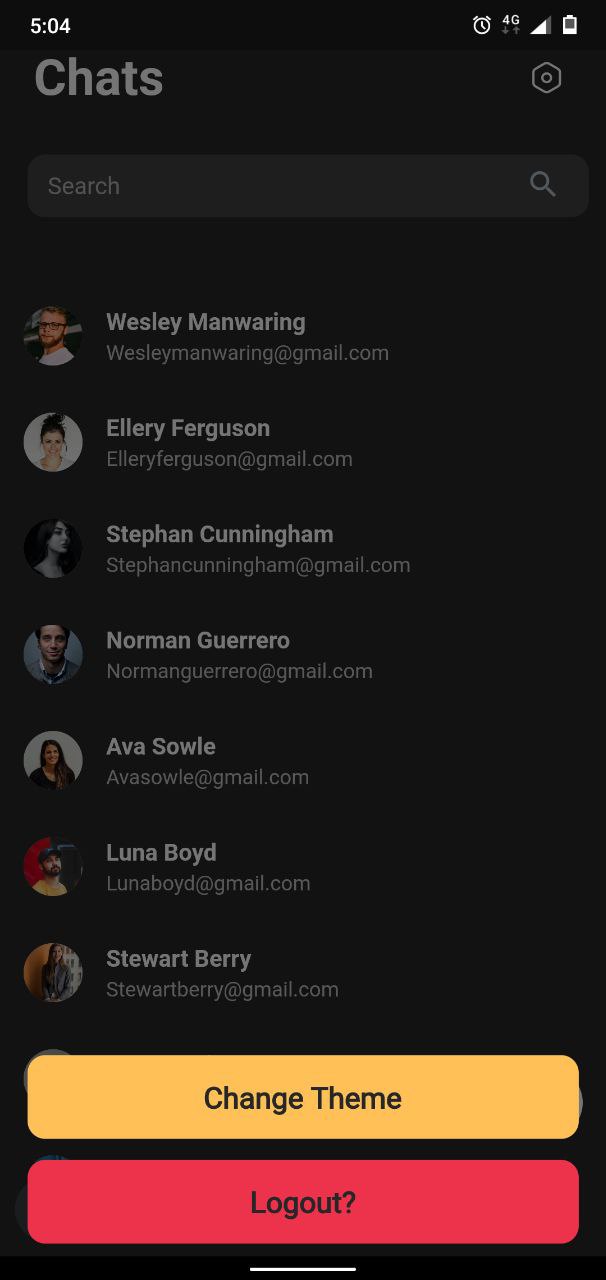 5:04
4G
Chats
Search
Wesley Manwaring
Wesleymanwaring@gmail.com
Ellery Ferguson
Elleryferguson@gmail.com
Stephan Cunningham
Stephancunningham@gmail.com
Norman Guerrero
Normanguerrero@gmail.com
Ava Sowle
Avasowle@gmail.com
Luna Boyd
Lunaboyd@gmail.com
Stewart Berry
Stewartberry@gmail.com
Change Theme
Logout?